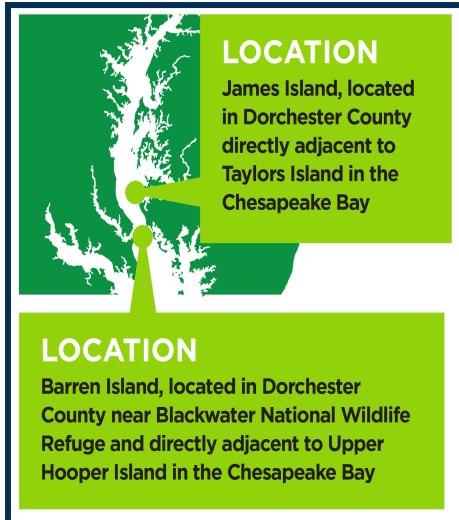 LOCATION
James Island, located
in Dorchester County
directly adjacent to
Taylors Island in the
Chesapeake Bay
LOCATION
Barren Island, located in Dorchester
County near Blackwater National Wildlife
Refuge and directly adjacent to Upper
Hooper Island in the Chesapeake Bay